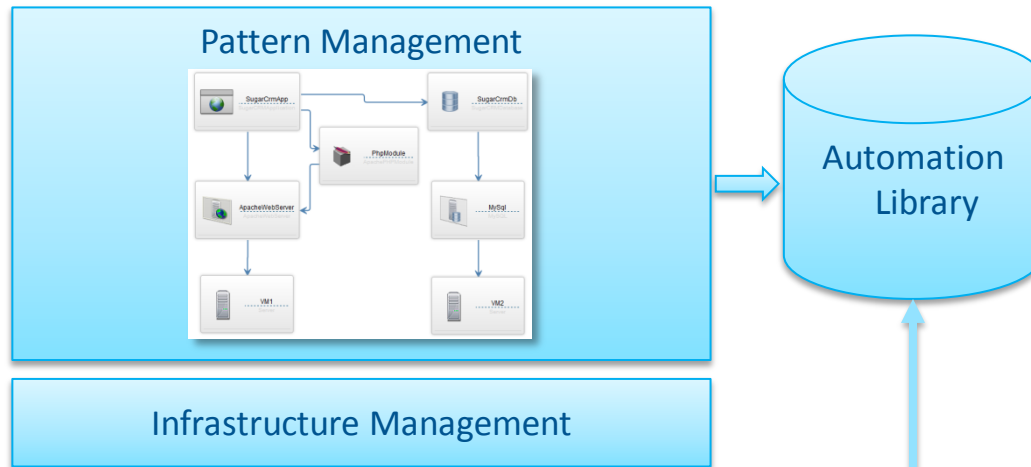 Pattern Management
SugarCrmApp
SugarCrmDb
PhpModule
ApacheWebServer
MySql
VM1
VM2
Automation
Library
Infrastructure Management